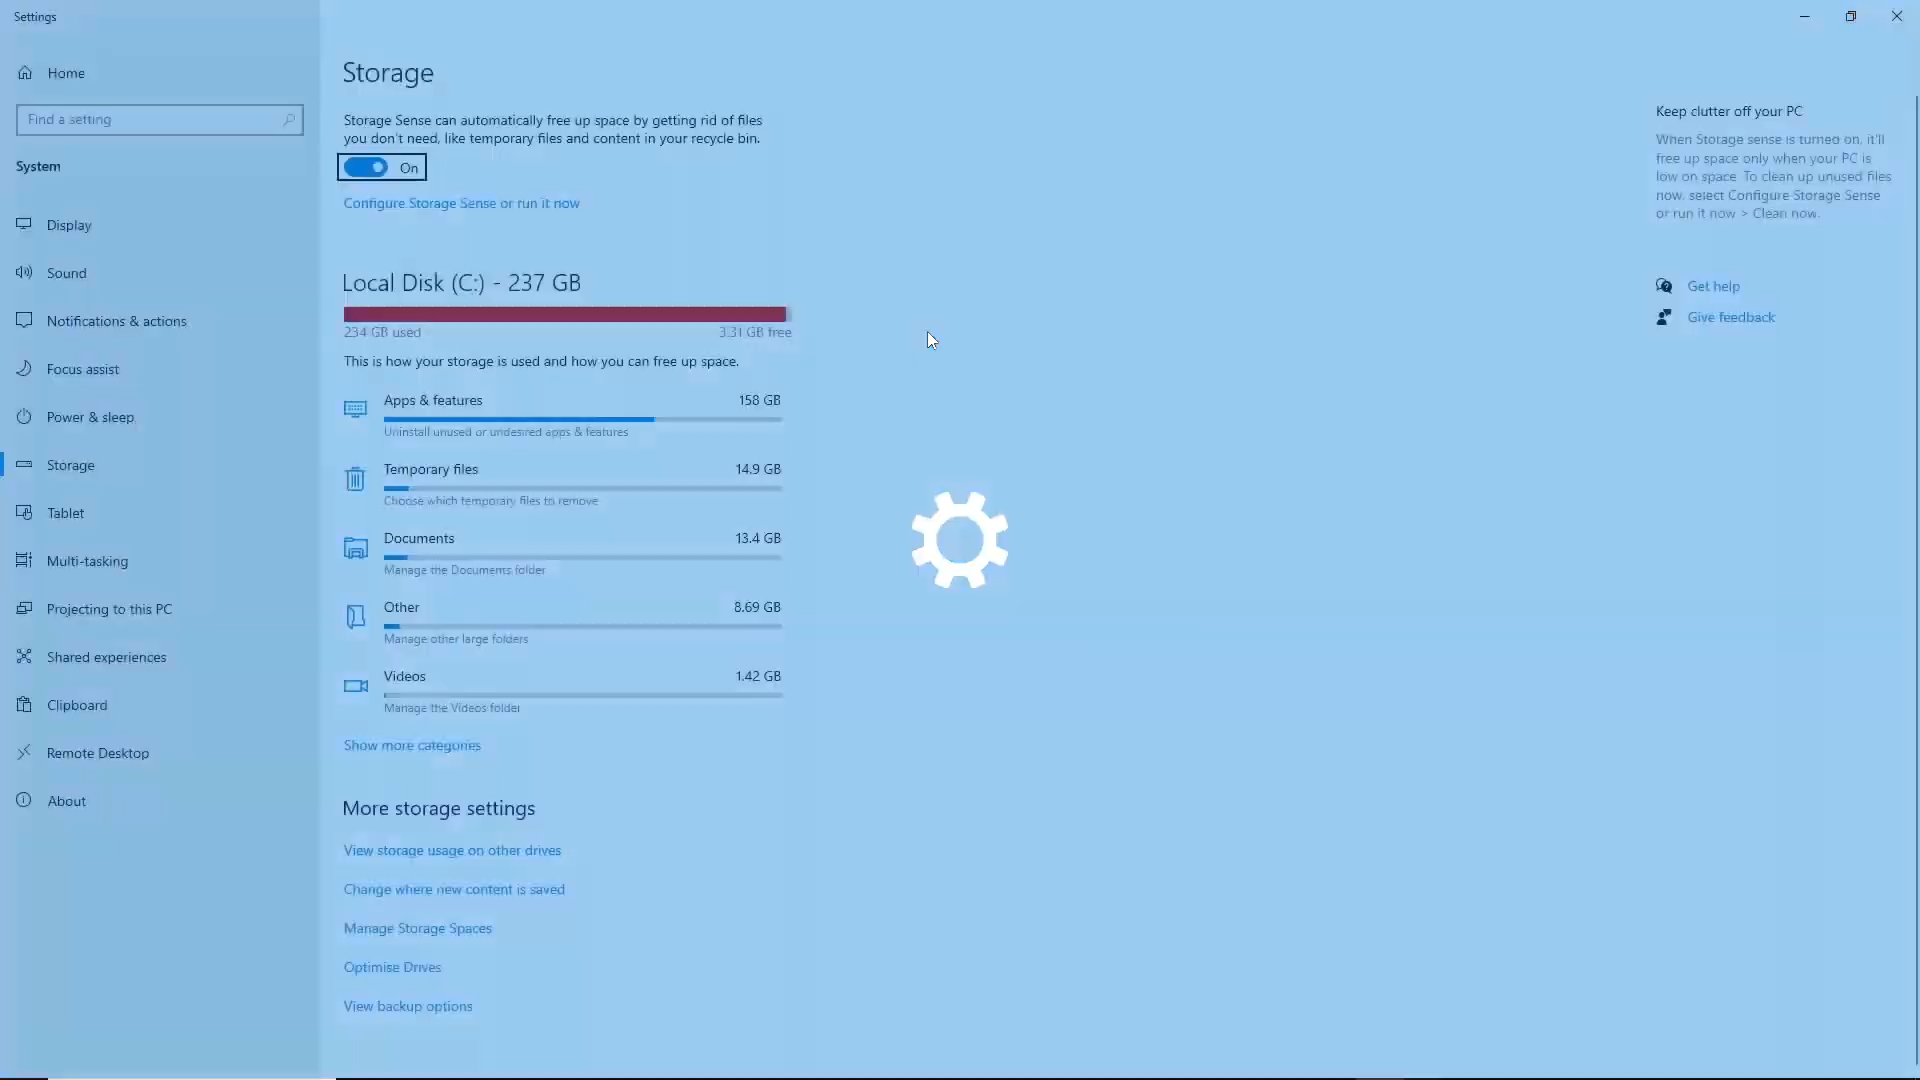 Settings
Home
Find a setting
System
Display
Sound
Notifications & actions
Focus assist
Power & sleep
Storage
Tablet
Multi-tasking
Projecting to this PC
Shared experiences
Clipboard
Remote Desktop
About
Storage
Storage Sense can automatically free up space by getting rid of files
you don't need, like temporary files and content in your recycle bin.
On
Configure Storage Sense or run it now
Local Disk (C:) - 237 GB
234 GB used 3.31 GB free
This is how your storage is used and how you can free up space.
Apps & features 158 GB
Uninstall unused or undesired apps & features
Temporary files 14.9 GB
Choose which temporary files to remove
Documents 13.4 GB
Manage the Documents folder
Other 8.69 GB
Manage other large folders
Videos 1.42 GB
Manage the Videos folder
Show more categories
More storage settings
View storage usage on other drives
Change where new content is saved
Manage Storage Spaces
Optimise Drives
View backup options
Keep clutter off your PC
When Storage sense is turned on, it'll
free up space only when your PC is
low on space. To clean up unused files
now, select Configure Storage Sense
or run it now > Clean now.
Get help
Give feedback